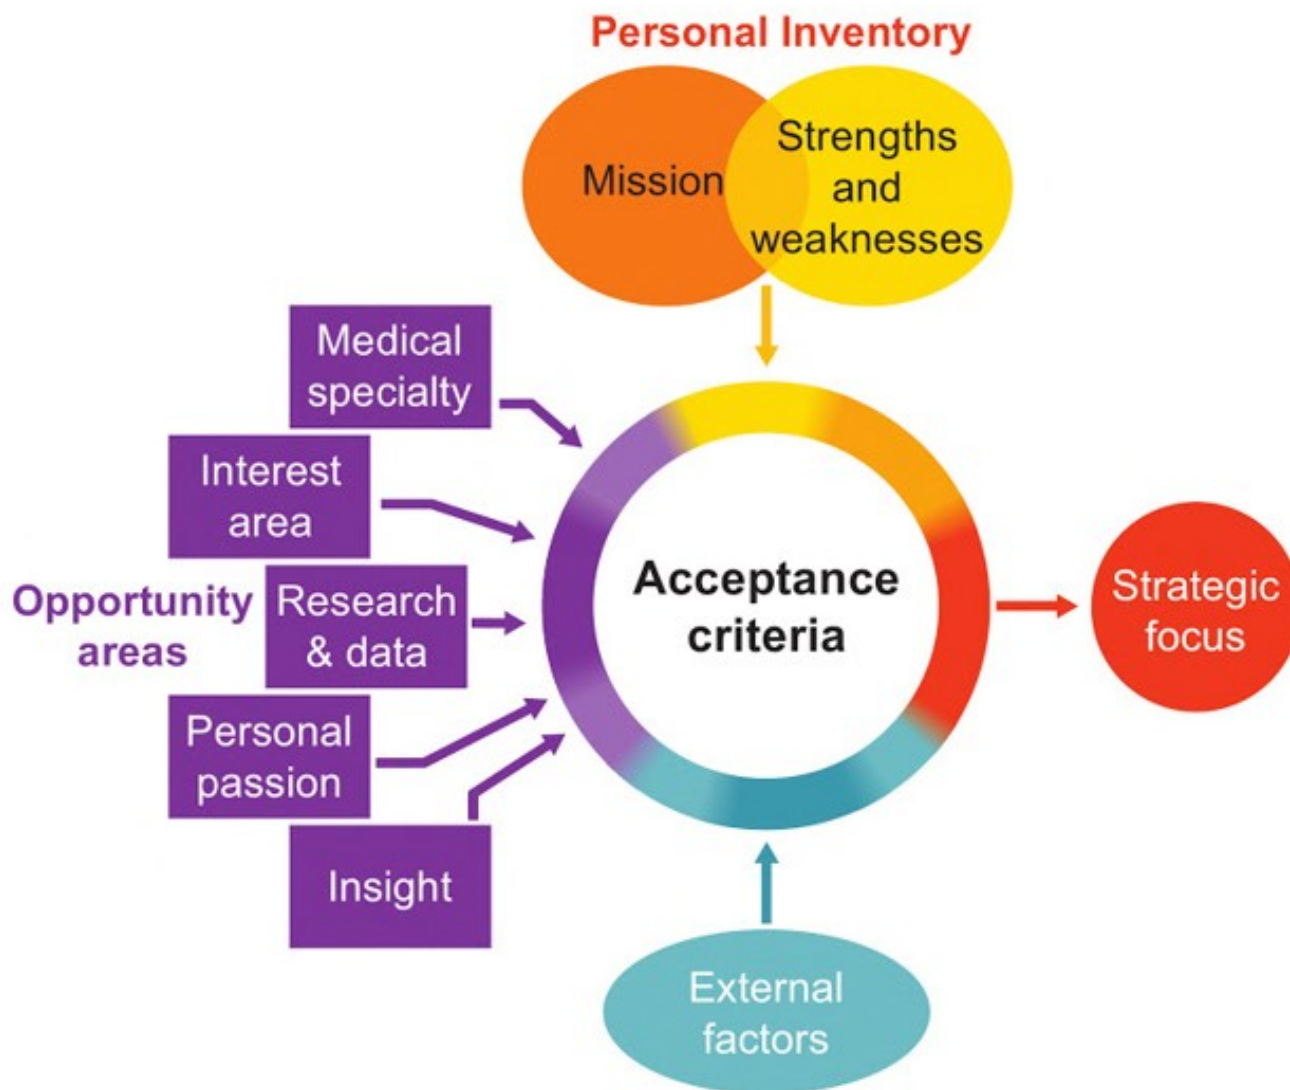 Personal Inventory
Mission
Strengths
and
weaknesses
Medical
specialty
Interest
area
Opportunity
areas
Research
& data
Personal
passion
Insight
Acceptance
criteria
Strategic
focus
External
factors